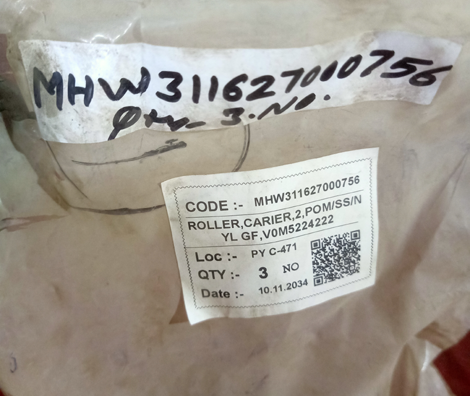 MHW311627000756
Qty- 3.NO.
CODE :- MHW311627000756
ROLLER,CARIER,2,POM/SS/N
YL GF,V0M5224222
Loc :- PY C-471
QTY :- 3 NO
Date :- 10.11.2034